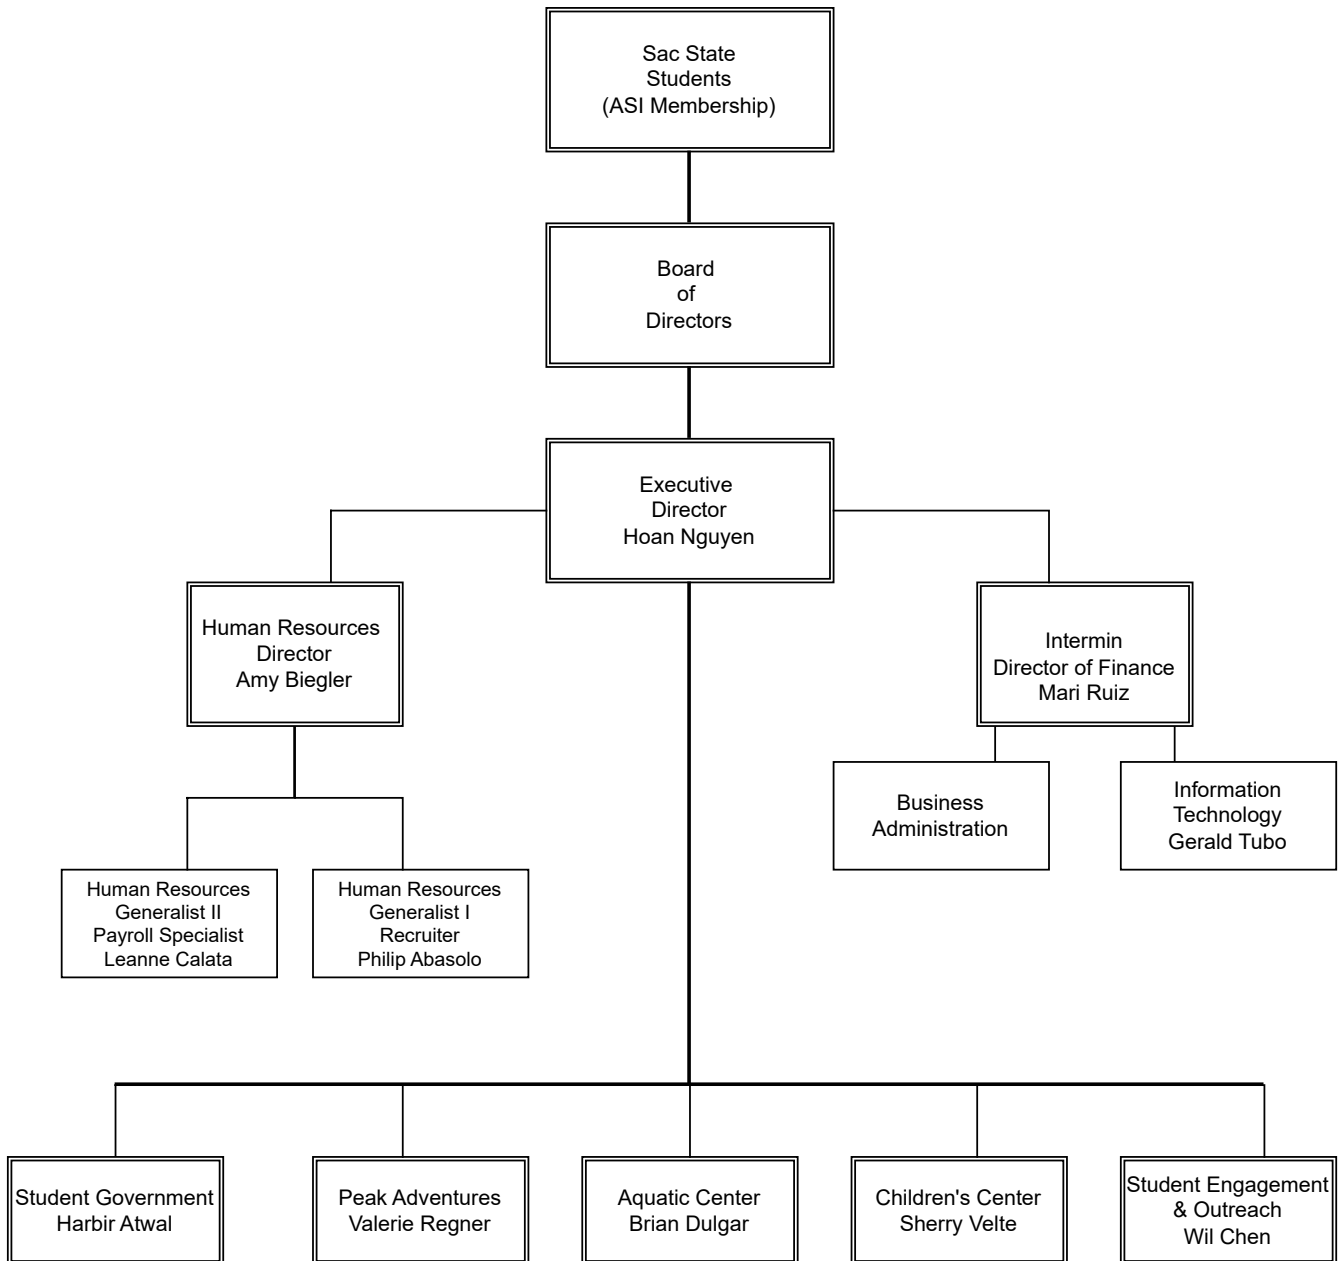 Sac State
Students
(ASI Membership)
Board
of
Directors
Executive
Director
Hoan Nguyen
Human Resources
Director
Amy Biegler
Intermin
Director of Finance
Mari Ruiz
Business
Administration
Information
Technology
Gerald Tubo
Human Resources
Generalist II
Payroll Specialist
Leanne Calata
Human Resources
Generalist I
Recruiter
Philip Abasolo
Student Government
Harbir Atwal
Peak Adventures
Valerie Regner
Aquatic Center
Brian Dulgar
Children's Center
Sherry Velte
Student Engagement
& Outreach
Wil Chen